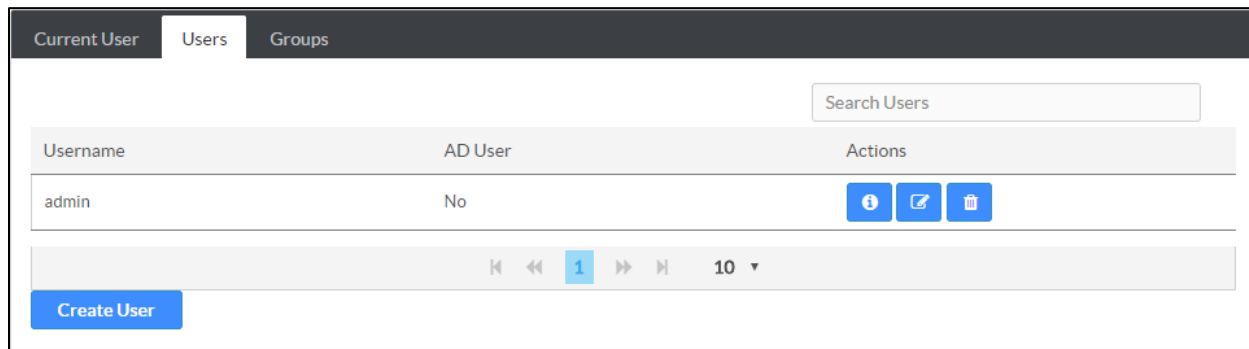 Current User Users Groups
Search Users
Username AD User Actions
admin No
1 10
Create User